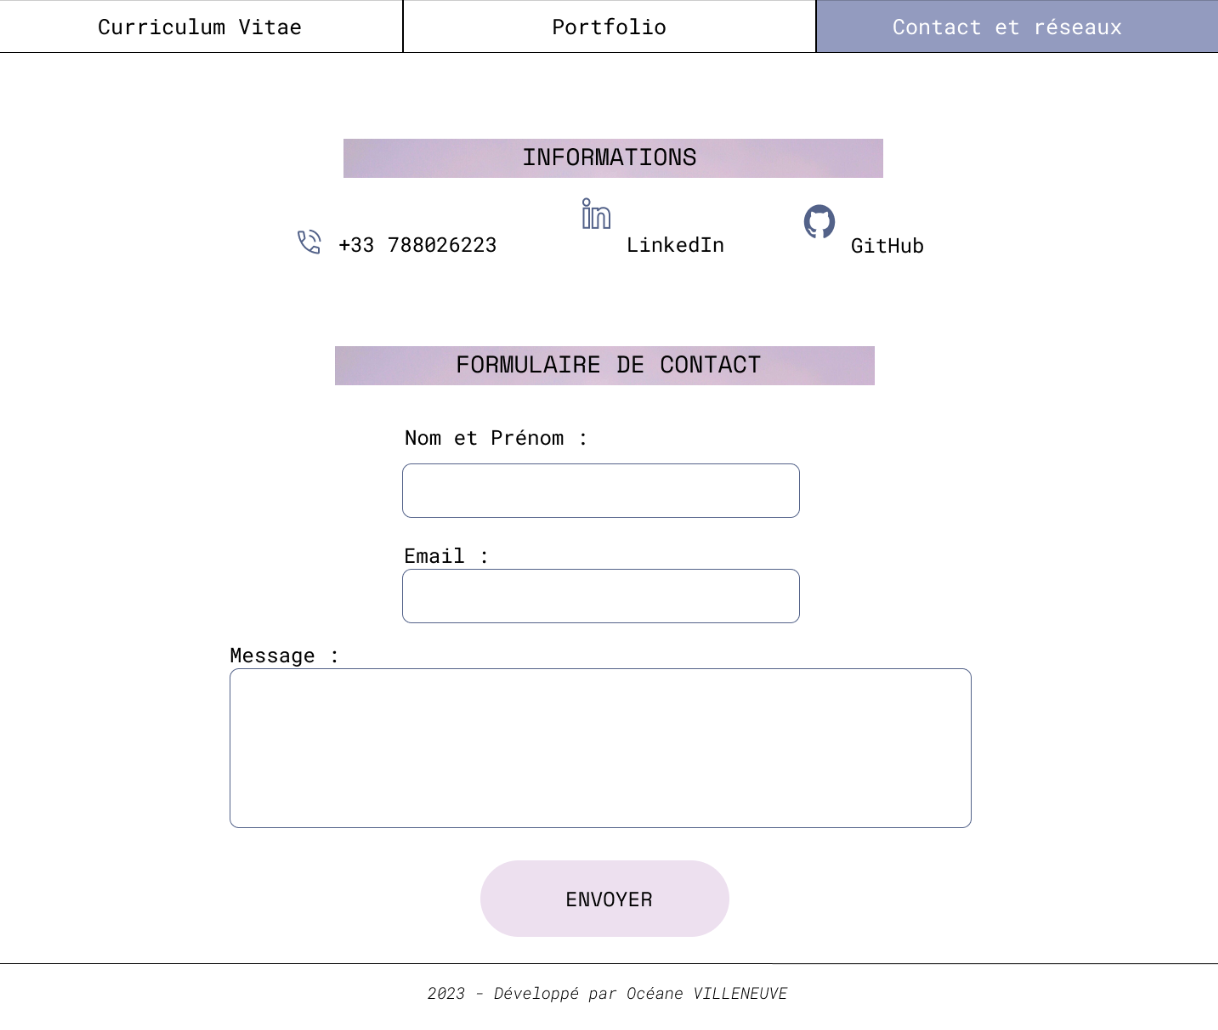 Curriculum Vitae
Portfolio
Contact et réseaux
INFORMATIONS
+33 788026223
in
LinkedIn
GitHub
FORMULAIRE DE CONTACT
Nom et Prénom :
Email :
Message :
ENVOYER
2023 - Développé par Océane VILLENEUVE